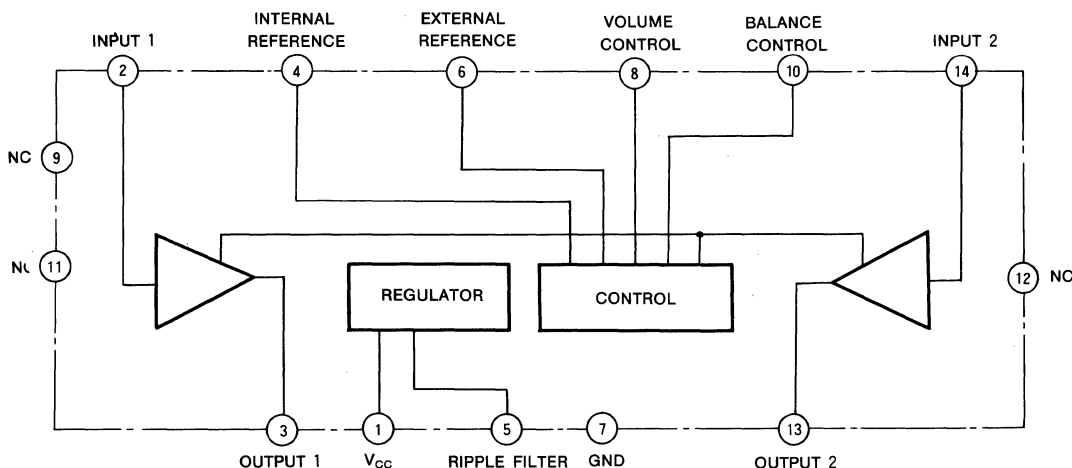 INPUT 1
INTERNAL
REFERENCE
EXTERNAL
REFERENCE
VOLUME
CONTROL
BALANCE
CONTROL
INPUT 2
2
4
6
8
10
14
NC
9
11
12
NC
REGULATOR
CONTROL
3
1
5
7
13
OUTPUT 1
VCC
RIPPLE FILTER
GND
OUTPUT 2